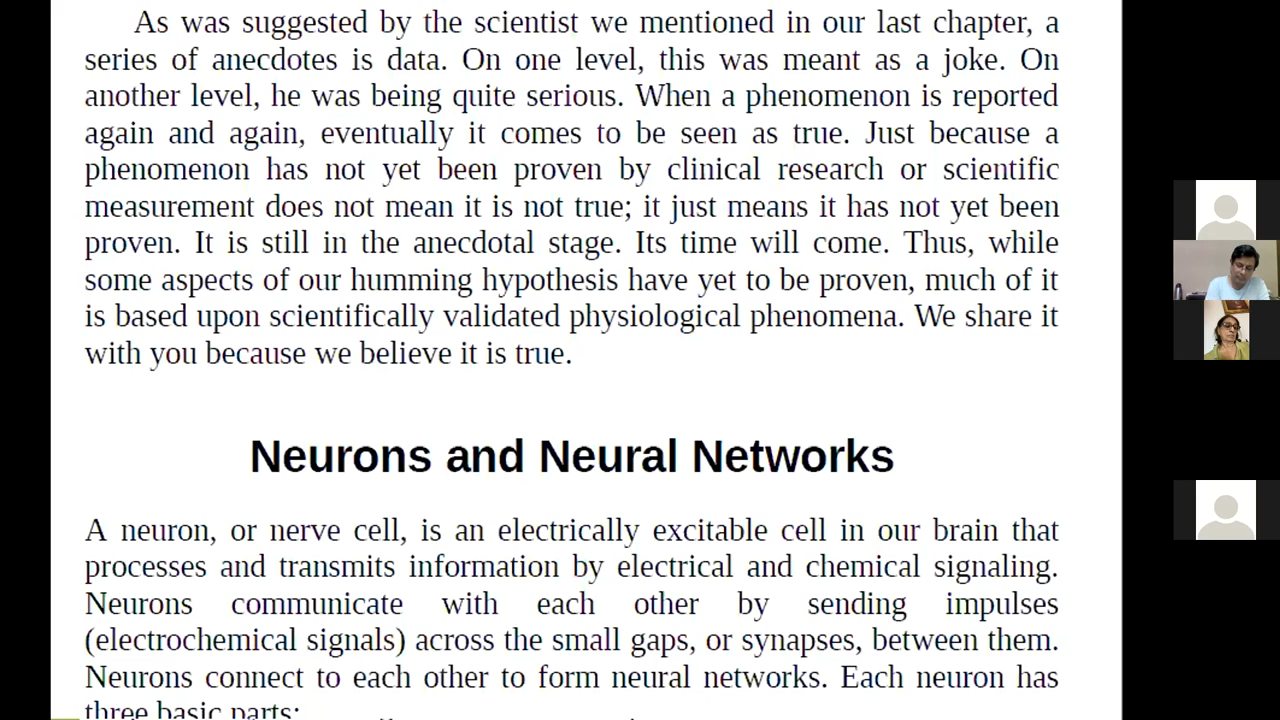 As was suggested by the scientist we mentioned in our last chapter, a
series of anecdotes is data. On one level, this was meant as a joke. On
another level, he was being quite serious. When a phenomenon is reported
again and again, eventually it comes to be seen as true. Just because a
phenomenon has not yet been proven by clinical research or scientific
measurement does not mean it is not true; it just means it has not yet been
proven. It is still in the anecdotal stage. Its time will come. Thus, while
some aspects of our humming hypothesis have yet to be proven, much of it
is based upon scientifically validated physiological phenomena. We share it
with you because we believe it is true.
Neurons and Neural Networks
A neuron, or nerve cell, is an electrically excitable cell in our brain that
processes and transmits information by electrical and chemical signaling.
Neurons communicate with each other by sending impulses
(electrochemical signals) across the small gaps, or synapses, between them.
Neurons connect to each other to form neural networks. Each neuron has
three basic parts: